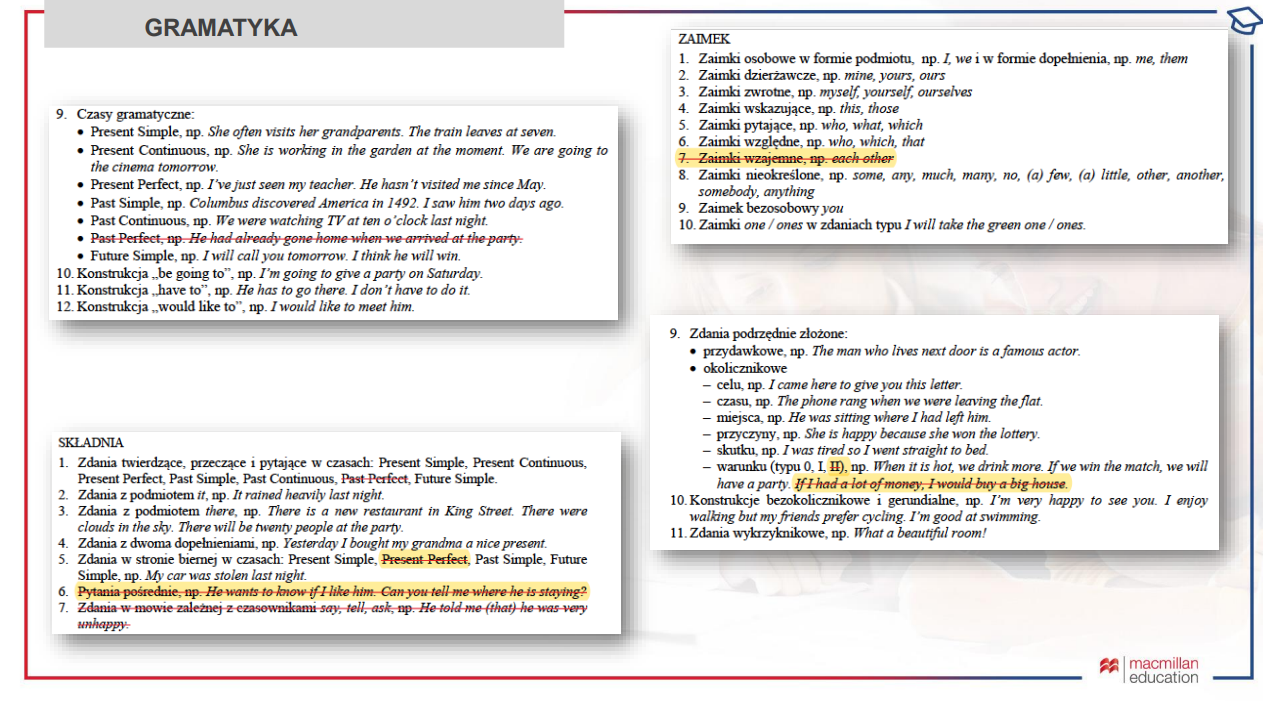 GRAMATYKA
9. Czasy gramatyczne:
• Present Simple, np. She often visits her grandparents. The train leaves at seven.
• Present Continuous, np. She is working in the garden at the moment. We are going to
the cinema tomorrow.
• Present Perfect, np. I’ve just seen my teacher. He hasn’t visited me since May.
• Past Simple, np. Columbus discovered America in 1492. I saw him two days ago.
• Past Continuous, np. We were watching TV at ten o’clock last night.
• Past Perfect, np. He had already gone home when we arrived at the party.
• Future Simple, np. I will call you tomorrow. I think he will win.
10. Konstrukcja „be going to”, np. I’m going to give a party on Saturday.
11. Konstrukcja „have to”, np. He has to go there. I don’t have to do it.
12. Konstrukcja „would like to”, np. I would like to meet him.
SKŁADNIA
1. Zdania twierdzące, przeczące i pytające w czasach: Present Simple, Present Continuous,
Present Perfect, Past Simple, Past Continuous, Past Perfect, Future Simple.
2. Zdania z podmiotem it, np. It rained heavily last night.
3. Zdania z podmiotem there, np. There is a new restaurant in King Street. There were
clouds in the sky. There will be twenty people at the party.
4. Zdania z dwoma dopełnieniami, np. Yesterday I bought my grandma a nice present.
5. Zdania w stronie biernej w czasach: Present Simple, Present Perfect, Past Simple, Future
Simple, np. My car was stolen last night.
6. Pytania pośrednie, np. He wants to know if I like him. Can you tell me where he is staying?
7. Zdania w mowie zależnej z czasownikami say, tell, ask, np. He told me (that) he was very
unhappy.
ZAIMEK
1. Zaimki osobowe w formie podmiotu, np. I, we i w formie dopełnienia, np. me, them
2. Zaimki dzierżawcze, np. mine, yours, ours
3. Zaimki zwrotne, np. myself, yourself, ourselves
4. Zaimki wskazujące, np. this, those
5. Zaimki pytające, np. who, what, which
6. Zaimki względne, np. who, which, that
7. Zaimki wzajemne, np. each other
8. Zaimki nieokreślone, np. some, any, much, many, no, (a) few, (a) little, other, another,
somebody, anything
9. Zaimek bezosobowy you
10. Zaimki one / ones w zdaniach typu I will take the green one / ones.
9. Zdania podrzędnie złożone:
• przydawkowe, np. The man who lives next door is a famous actor.
• okolicznikowe
– celu, np. I came here to give you this letter.
– czasu, np. The phone rang when we were leaving the flat.
– miejsca, np. He was sitting where I had left him.
– przyczyny, np. She is happy because she won the lottery.
– skutku, np. I was tired so I went straight to bed.
– warunku (typu 0, I, II), np. When it is hot, we drink more. If we win the match, we will
have a party. If I had a lot of money, I would buy a big house.
10. Konstrukcje bezokolicznikowe i gerundialne, np. I’m very happy to see you. I enjoy
walking but my friends prefer cycling. I’m good at swimming.
11. Zdania wykrzyknikowe, np. What a beautiful room!
macmillan
education